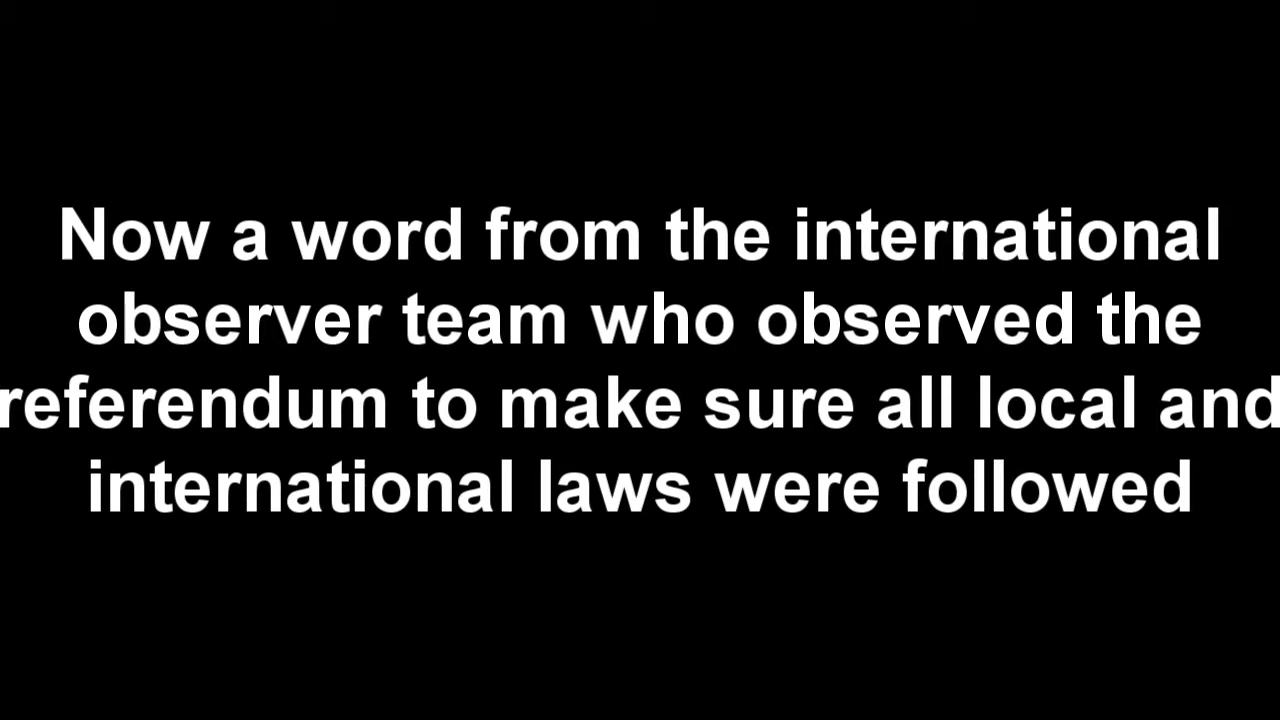 Now a word from the international
observer team who observed the
referendum to make sure all local and
international laws were followed